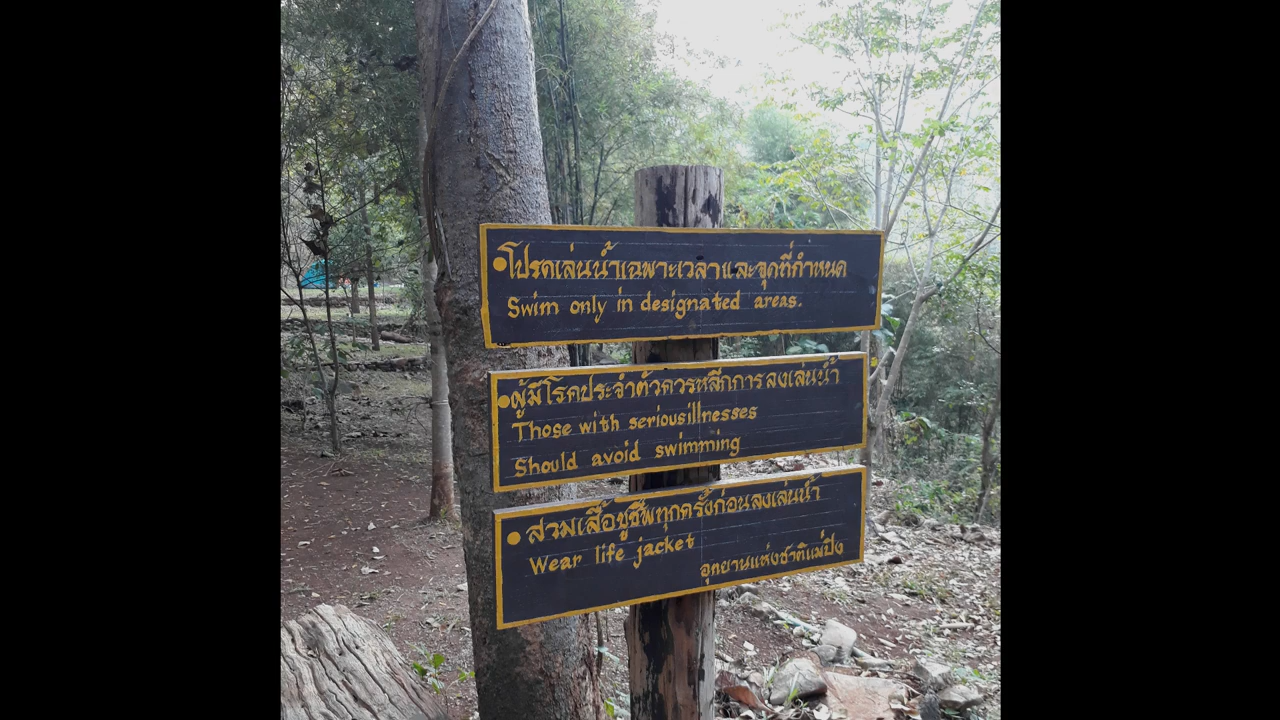 • โปรดเล่นน้ำเฉพาะเวลาและจุดที่กำหนด
Swim only in designated areas.
• ผู้มีโรคประจำตัวควรหลีกการลงเล่นน้ำ
Those with seriousillnesses
Should avoid swimming
• สวมเสื้อชูชีพทุกครั้งก่อนลงเล่นน้ำ
Wear life jacket
อุทยานแห่งชาติแม่ปิง